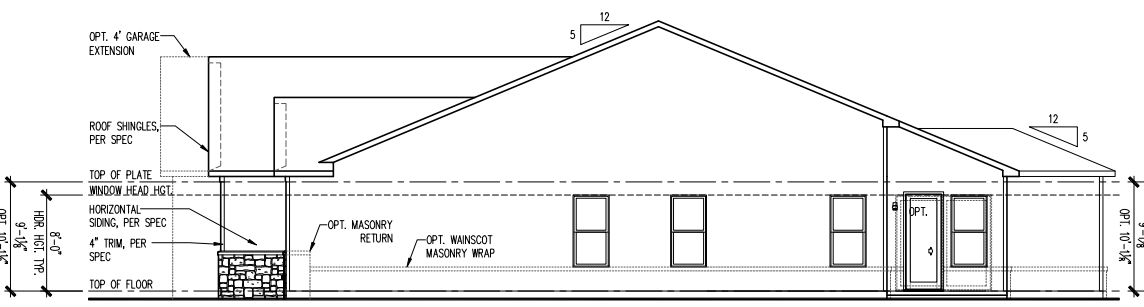 OPT. 4' GARAGE
EXTENSION
12
5
12
5
ROOF SHINGLES,
PER SPEC
TOP OF PLATE
WINDOW HEAD HGT.
HORIZONTAL
SIDING, PER SPEC
4" TRIM, PER
SPEC
TOP OF FLOOR
OPT. MASONRY
RETURN
OPT. WAINSCOT
MASONRY WRAP
OPT.
8'-0"
HDR. HGT. TYP.
9'-1⅛"
OPT. 10'-1⅛"
OPT. 10'-1⅛"